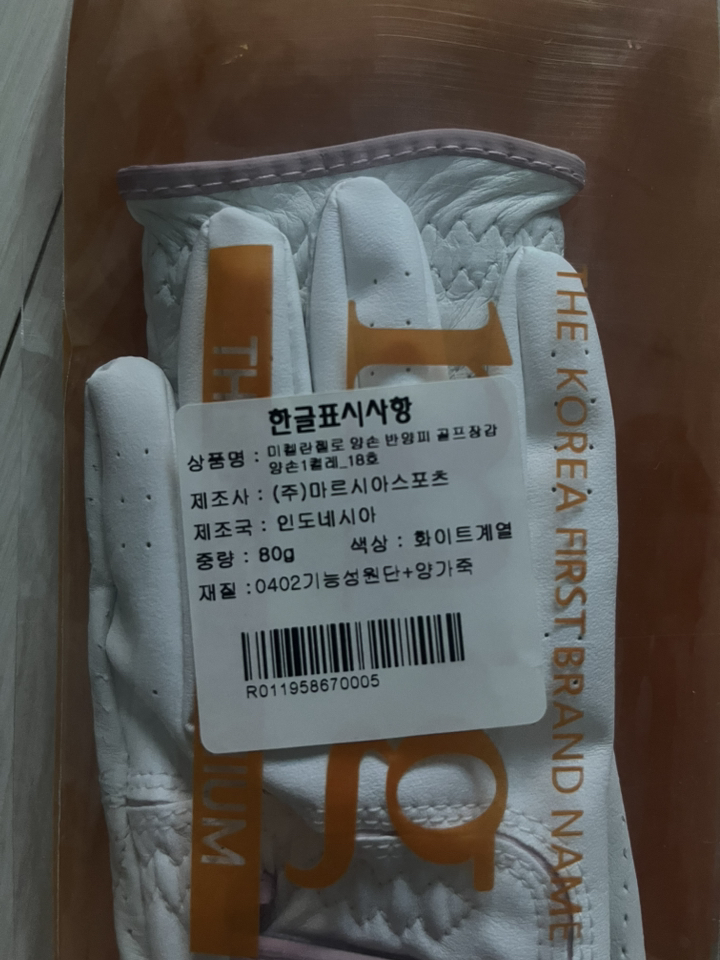 한글표시사항
상품명 : 미켈란젤로 양손 반양피 골프장갑
양손1켤레_18호
제조사 : (주)마르시아스포츠
제조국 : 인도네시아
중량 : 80g 색상 : 화이트계열
재질 : 0402기능성원단+양가죽
R011958670005
THE KOREA FIRST BRAND NAME
TH
IUM